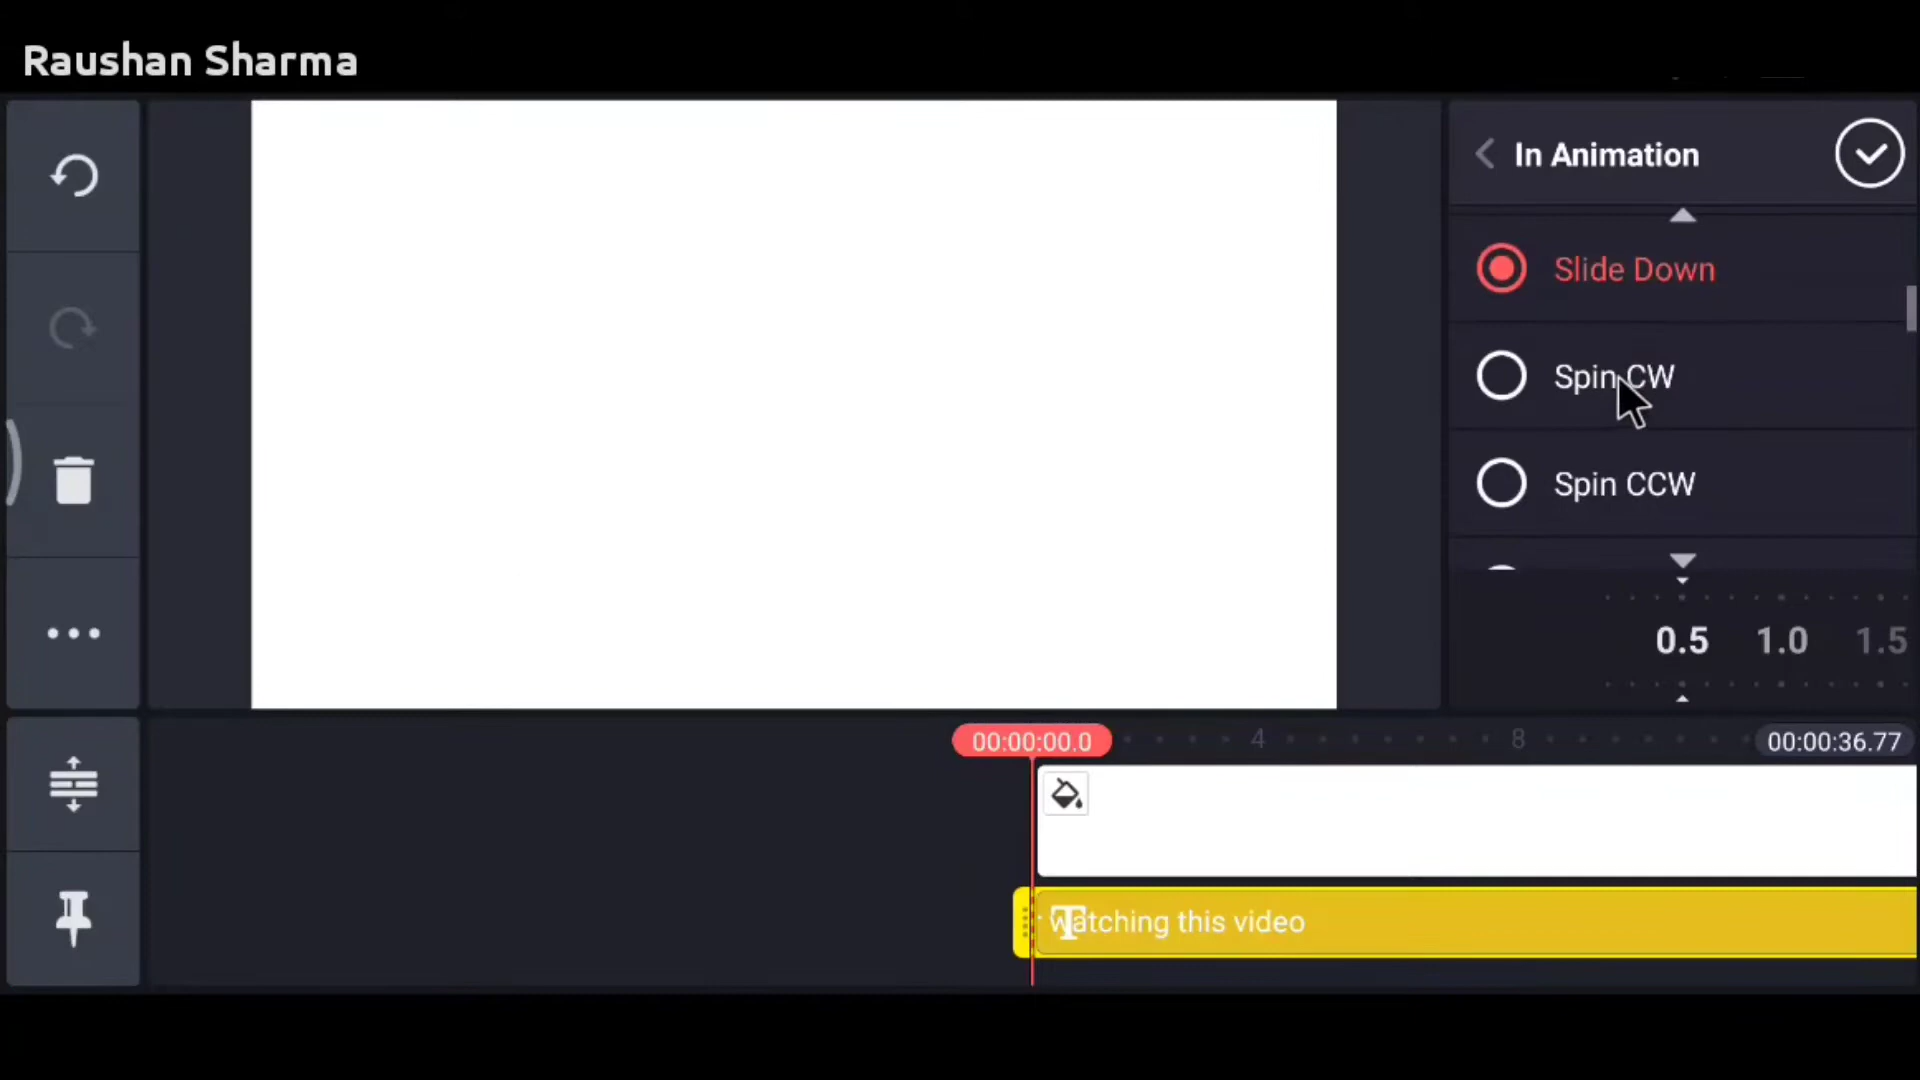 Raushan Sharma
In Animation
Slide Down
Spin CW
Spin CCW
0.5 1.0 1.5
00:00:00.0 4 8 00:00:36.77
T
watching this video